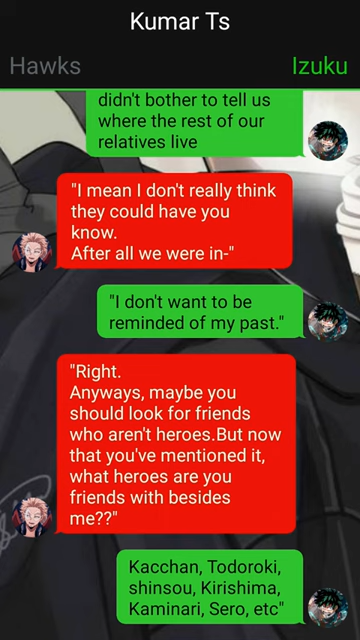 Kumar Ts
Hawks
Izuku
didn't bother to tell us
where the rest of our
relatives live
"I mean I don't really think
they could have you
know.
After all we were in-"
"I don't want to be
reminded of my past."
"Right.
Anyways, maybe you
should look for friends
who aren't heroes.But now
that you've mentioned it,
what heroes are you
friends with besides
me??"
Kacchan, Todoroki,
shinsou, Kirishima,
Kaminari, Sero, etc"